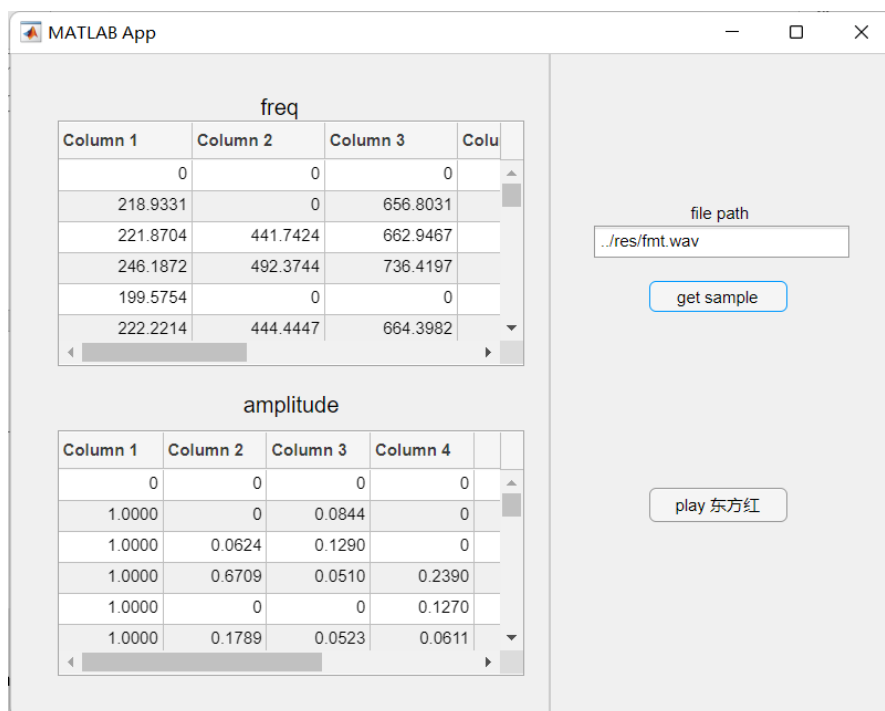 MATLAB App
freq
Column 1 Column 2 Column 3 Colu
0 0 0
218.9331 0 656.8031
221.8704 441.7424 662.9467
246.1872 492.3744 736.4197
199.5754 0 0
222.2214 444.4447 664.3982
amplitude
Column 1 Column 2 Column 3 Column 4
0 0 0 0
1.0000 0 0.0844 0
1.0000 0.0624 0.1290 0
1.0000 0.6709 0.0510 0.2390
1.0000 0 0 0.1270
1.0000 0.1789 0.0523 0.0611
file path
../res/fmt.wav
get sample
play 东方红